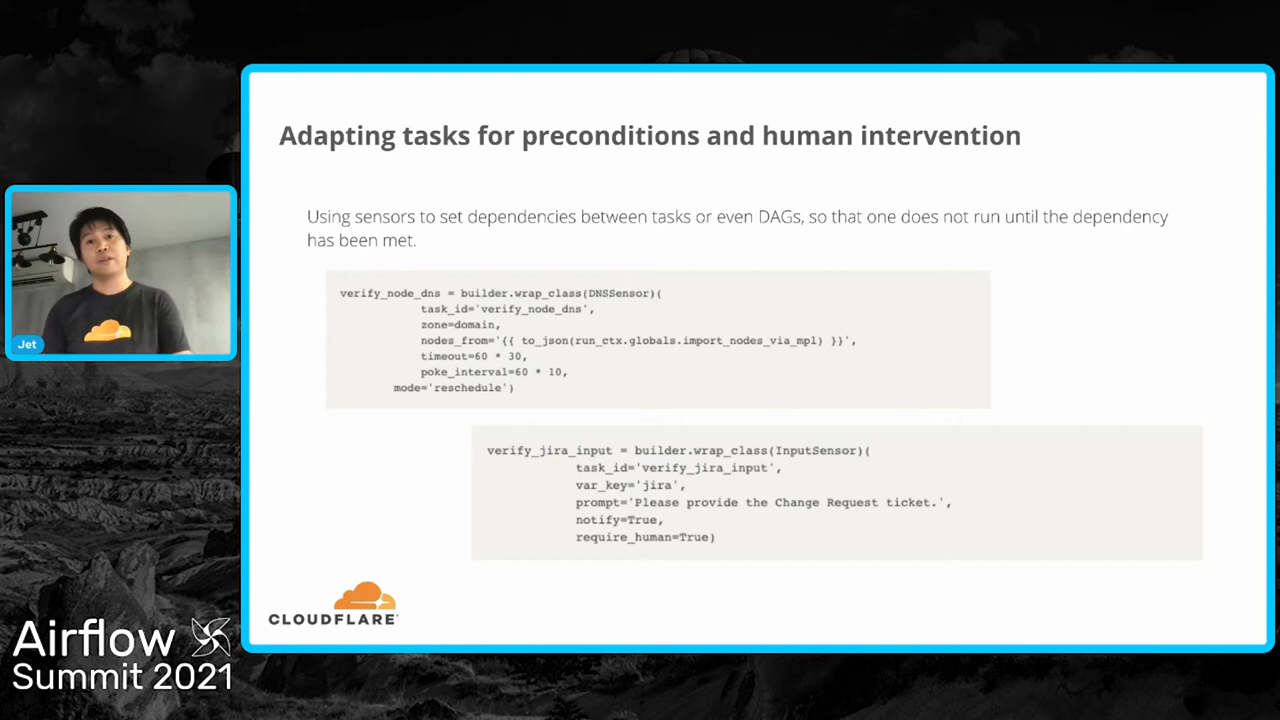 Adapting tasks for preconditions and human intervention
Using sensors to set dependencies between tasks or even DAGs, so that one does not run until the dependency
has been met.
verify_node_dns = builder.wrap_class(DNSSensor)(
task_id='verify_node_dns',
zone=domain,
nodes_from='{{ to_json(run_ctx.globals.import_nodes_via_mpl) }}',
timeout=60 * 30,
poke_interval=60 * 10,
mode='reschedule')
verify_jira_input = builder.wrap_class(InputSensor)(
task_id='verify_jira_input',
var_key='jira',
prompt='Please provide the Change Request ticket.',
notify=True,
require_human=True)
CLOUDFLARE
Jet
Airflow
Summit 2021